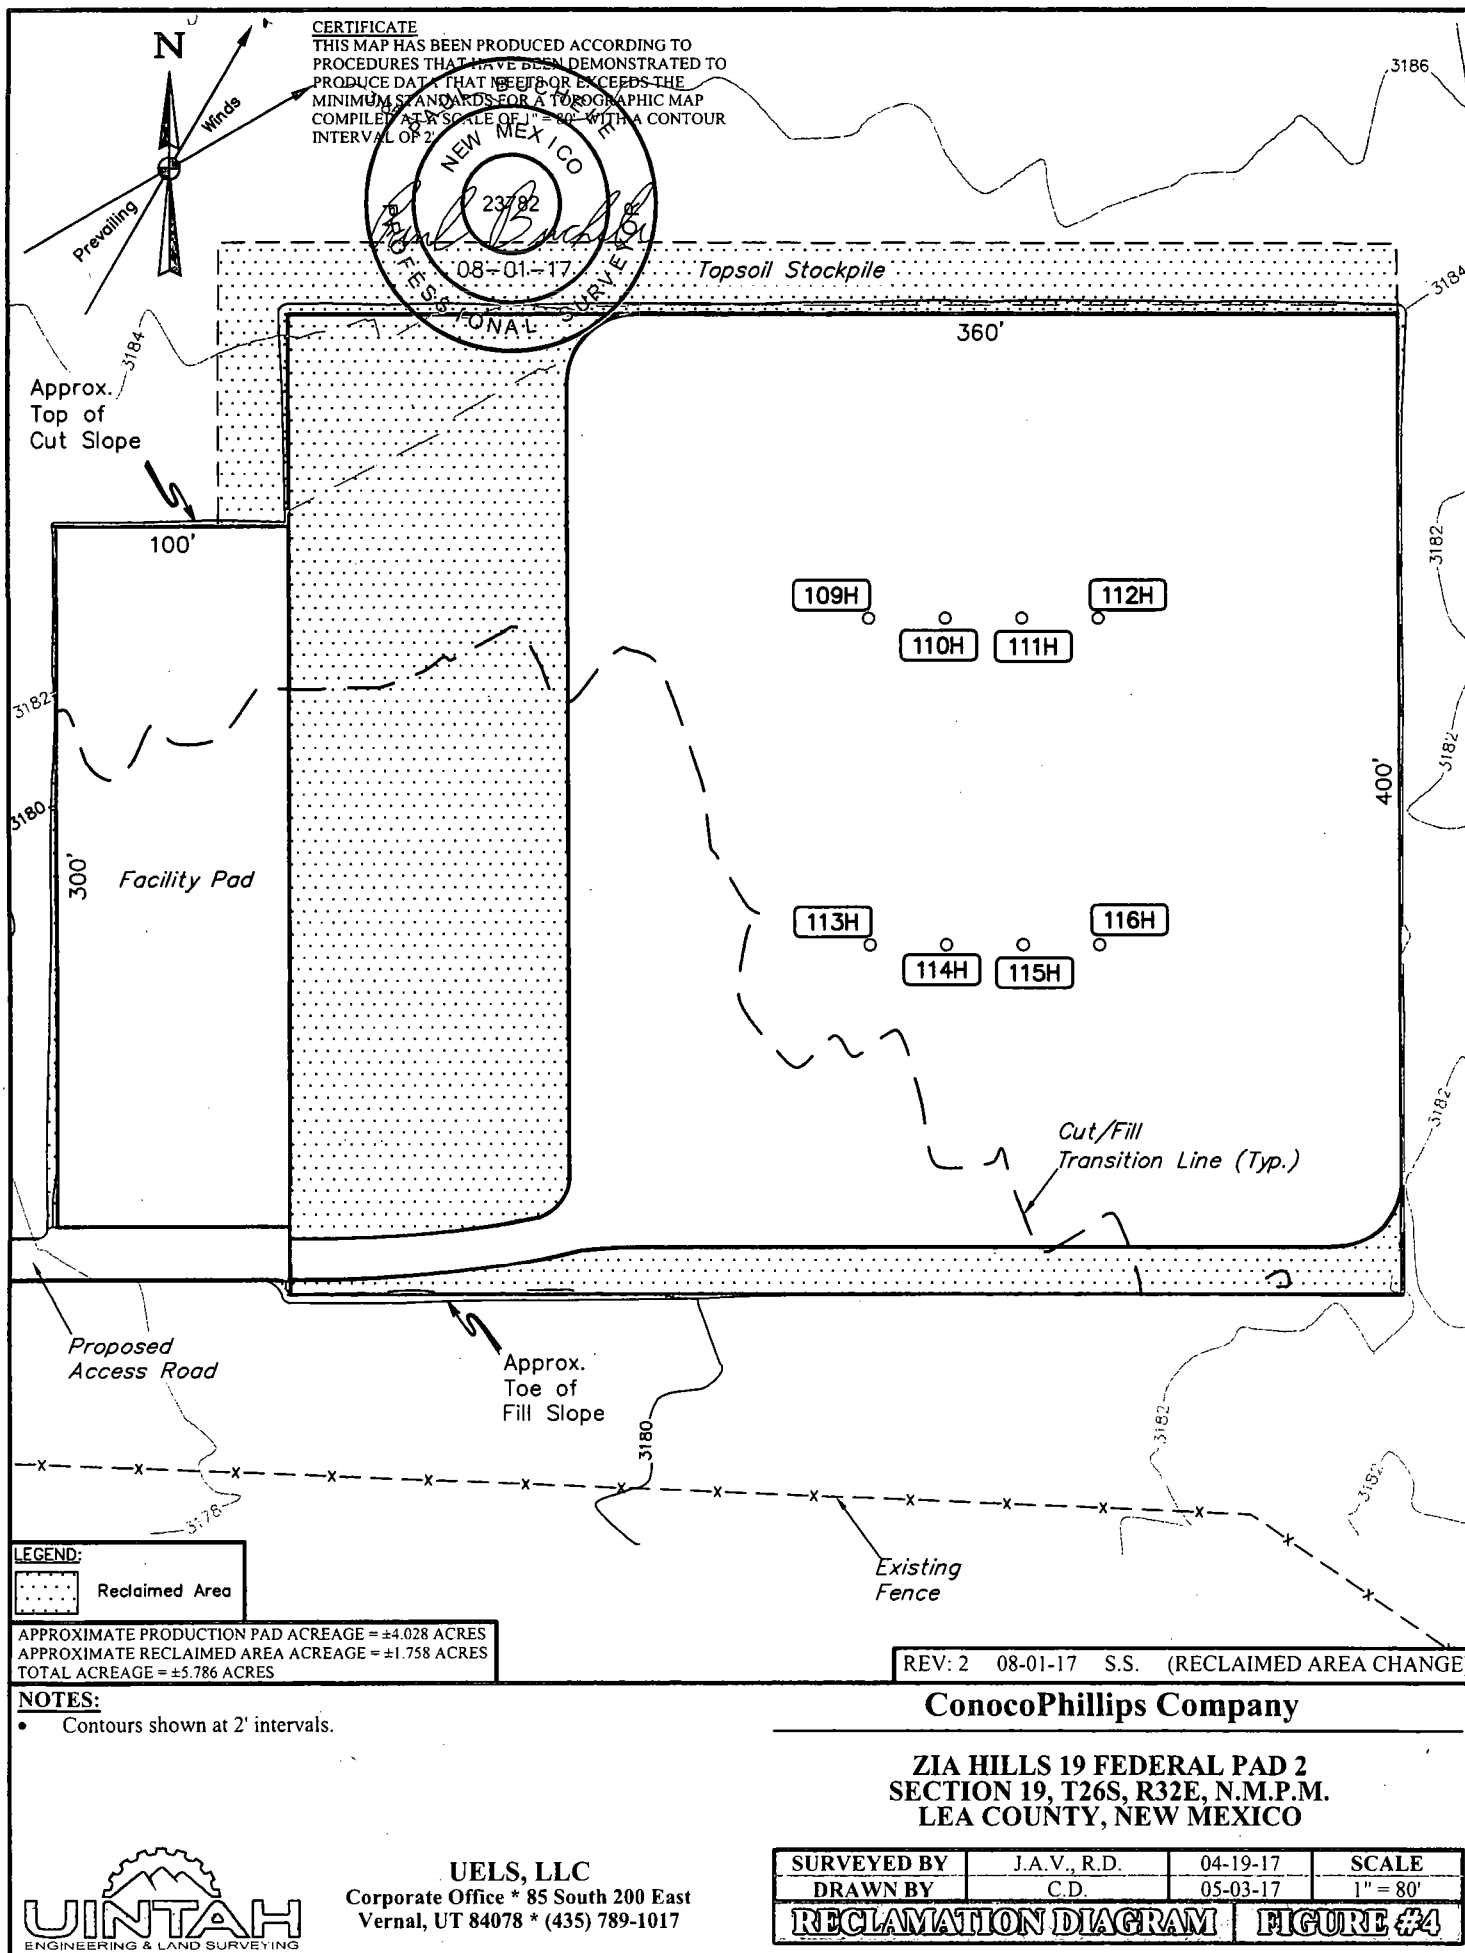 N
Winds
Prevailing
CERTIFICATE
THIS MAP HAS BEEN PRODUCED ACCORDING TO
PROCEDURES THAT HAVE BEEN DEMONSTRATED TO
PRODUCE DATA THAT MEETS OR EXCEEDS THE
MINIMUM STANDARDS FOR A TOPOGRAPHIC MAP
COMPILED AT A SCALE OF 1" = 80' WITH A CONTOUR
INTERVAL OF 2'
PAUL BUCHELE
NEW MEXICO
23782
08-01-17
PROFESSIONAL SURVEYOR
3186
Topsoil Stockpile
3184
360'
3184
Approx.
Top of
Cut Slope
100'
3182
109H
112H
110H
111H
3182
3182
400'
3180
300'
Facility Pad
113H
116H
114H
115H
3182
Cut/Fill
Transition Line (Typ.)
Proposed
Access Road
Approx.
Toe of
Fill Slope
3180
3182
3182
3178
Existing
Fence
LEGEND:
Reclaimed Area
APPROXIMATE PRODUCTION PAD ACREAGE = ±4.028 ACRES
APPROXIMATE RECLAIMED AREA ACREAGE = ±1.758 ACRES
TOTAL ACREAGE = ±5.786 ACRES
REV: 2 08-01-17 S.S. (RECLAIMED AREA CHANGE
NOTES:
• Contours shown at 2' intervals.
ConocoPhillips Company
ZIA HILLS 19 FEDERAL PAD 2
SECTION 19, T26S, R32E, N.M.P.M.
LEA COUNTY, NEW MEXICO
UINTAH
ENGINEERING & LAND SURVEYING
UELS, LLC
Corporate Office * 85 South 200 East
Vernal, UT 84078 * (435) 789-1017
SURVEYED BY J.A.V., R.D. 04-19-17 SCALE
DRAWN BY C.D. 05-03-17 1" = 80'
RECLAMATION DIAGRAM FIGURE #4